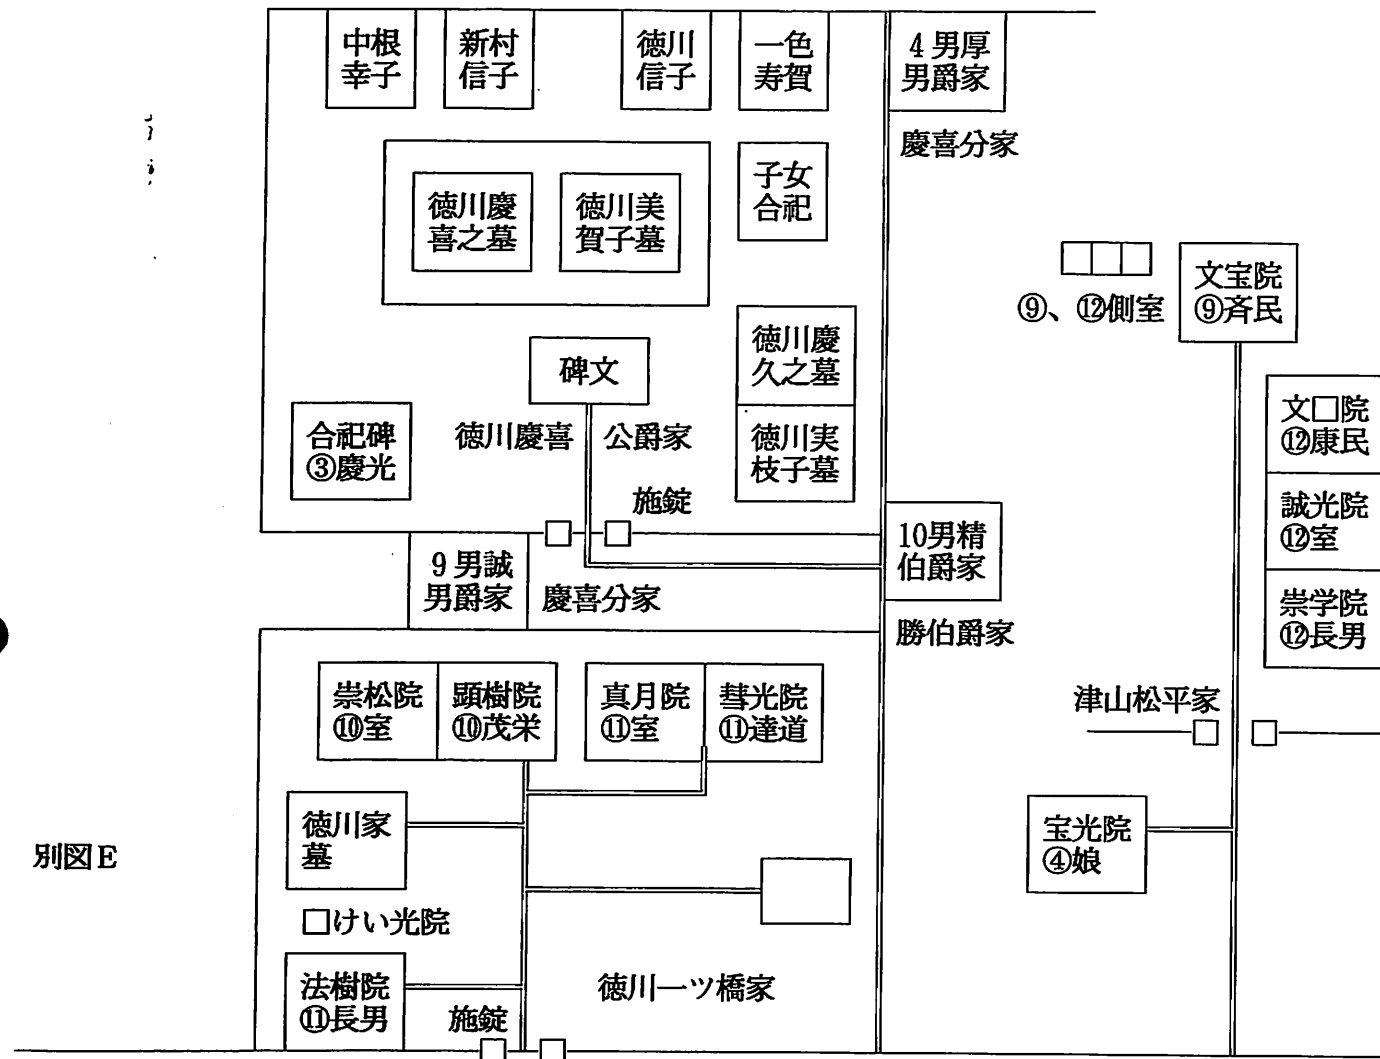 中根
幸子
新村
信子
徳川
信子
一色
寿賀
4男厚
男爵家
慶喜分家
徳川慶
喜之墓
徳川美
賀子墓
子女
合祀
文宝院
⑨斉民
⑨、⑫側室
碑文
徳川慶
久之墓
徳川実
枝子墓
合祀碑
③慶光
徳川慶喜 公爵家
施錠
文□院
⑫康民
誠光院
⑫室
崇学院
⑫長男
9男誠
男爵家
慶喜分家
10男精
伯爵家
勝伯爵家
崇松院
⑩室
顕樹院
⑩茂栄
真月院
⑪室
彗光院
⑪達道
津山松平家
徳川家
墓
宝光院
④娘
別図E
□けい光院
法樹院
⑪長男
施錠
徳川一ツ橋家